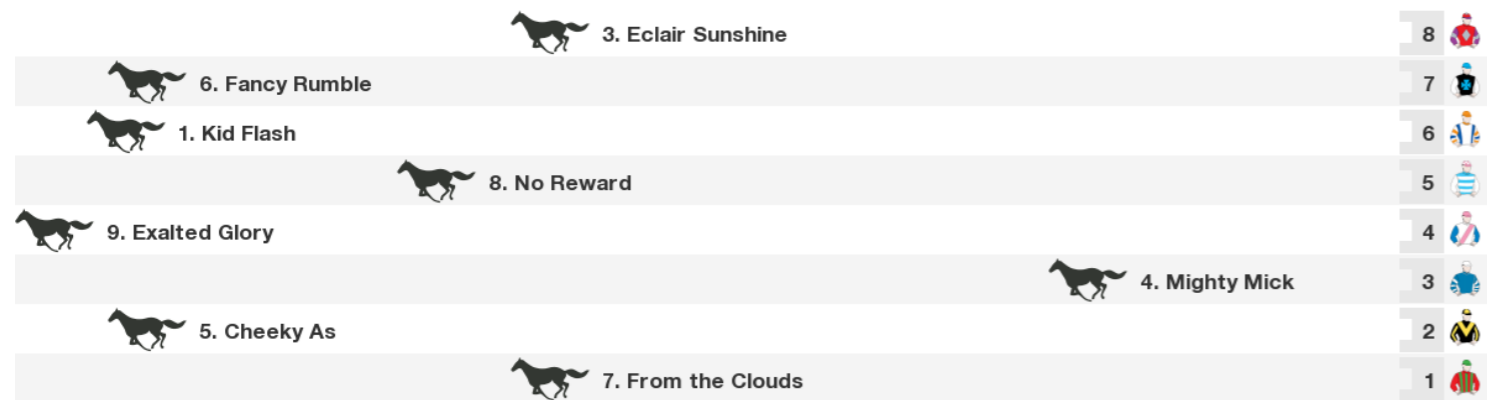 3. Eclair Sunshine 8
6. Fancy Rumble 7
1. Kid Flash 6
8. No Reward 5
9. Exalted Glory 4
4. Mighty Mick 3
5. Cheeky As 2
7. From the Clouds 1